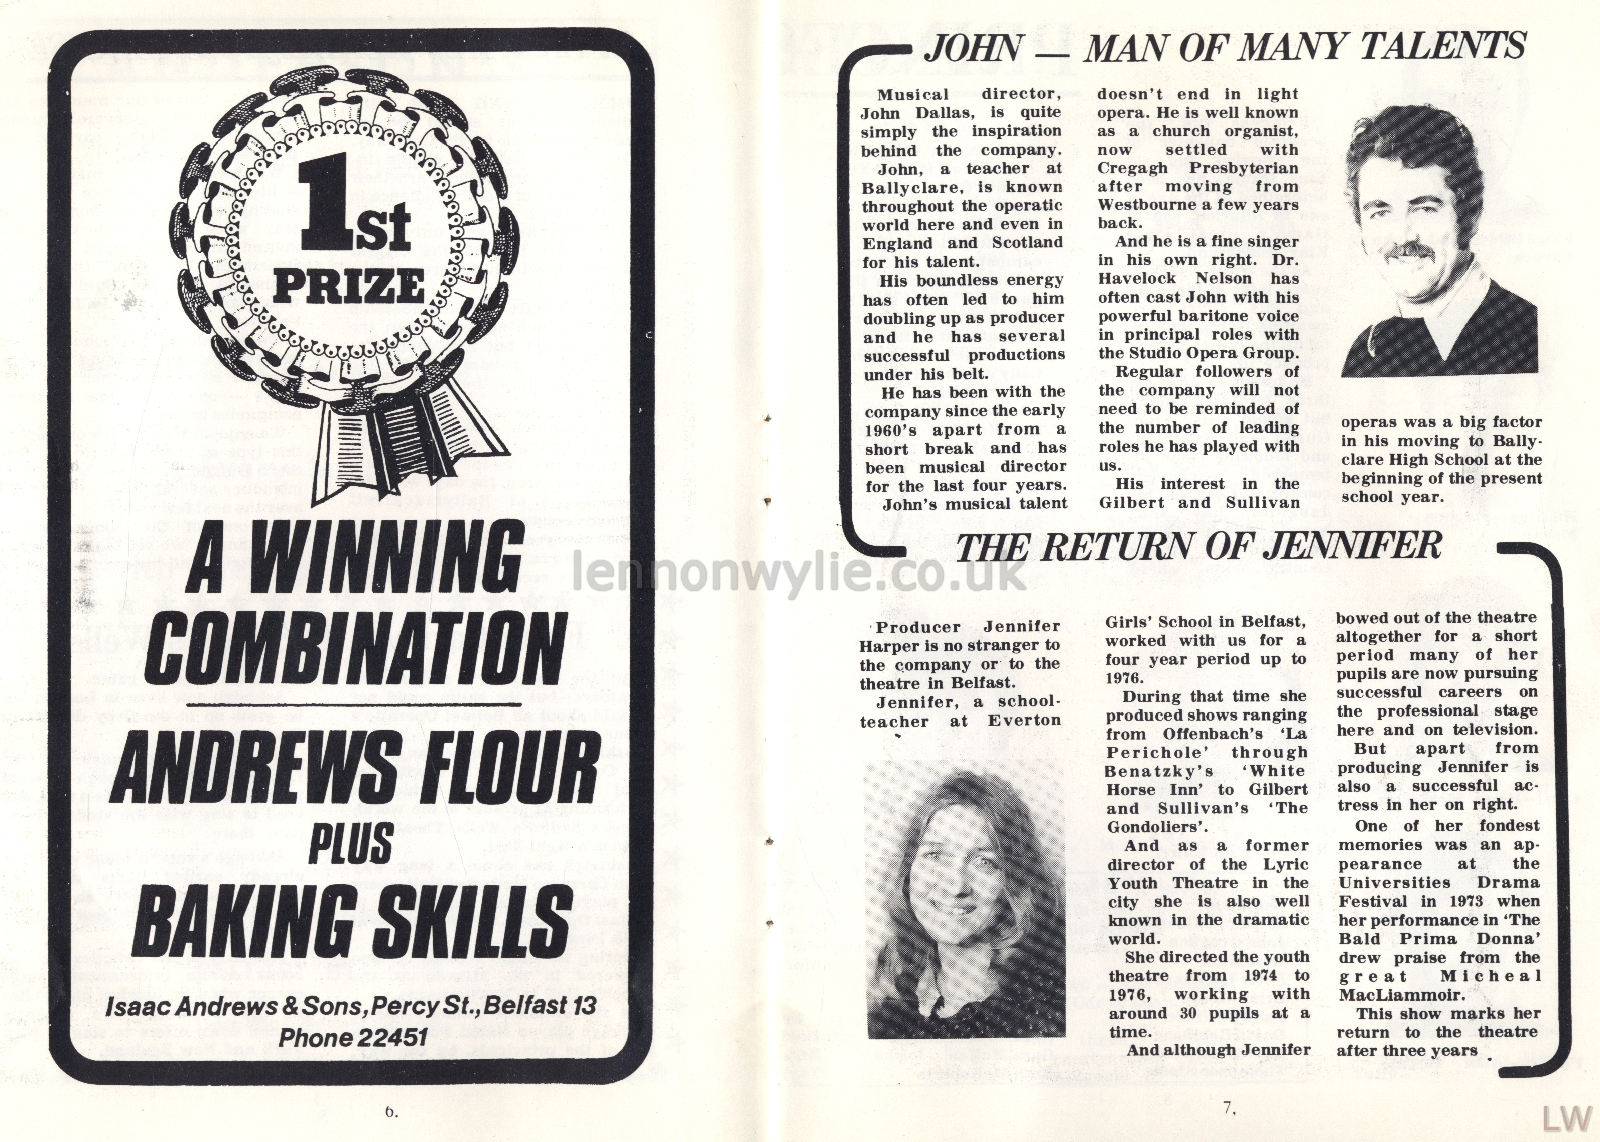 1st
PRIZE
A WINNING
COMBINATION
ANDREWS FLOUR
PLUS
BAKING SKILLS
Isaac Andrews & Sons, Percy St., Belfast 13
Phone 22451
6.
JOHN — MAN OF MANY TALENTS
Musical director,
John Dallas, is quite
simply the inspiration
behind the company.
John, a teacher at
Ballyclare, is known
throughout the operatic
world here and even in
England and Scotland
for his talent.
His boundless energy
has often led to him
doubling up as producer
and he has several
successful productions
under his belt.
He has been with the
company since the early
1960's apart from a
short break and has
been musical director
for the last four years.
John's musical talent
doesn't end in light
opera. He is well known
as a church organist,
now settled with
Cregagh Presbyterian
after moving from
Westbourne a few years
back.
And he is a fine singer
in his own right. Dr.
Havelock Nelson has
often cast John with his
powerful baritone voice
in principal roles with
the Studio Opera Group.
Regular followers of
the company will not
need to be reminded of
the number of leading
roles he has played with
us.
His interest in the
Gilbert and Sullivan
operas was a big factor
in his moving to Bally-
clare High School at the
beginning of the present
school year.
THE RETURN OF JENNIFER
Producer Jennifer
Harper is no stranger to
the company or to the
theatre in Belfast.
Jennifer, a school-
teacher at Everton
Girls' School in Belfast,
worked with us for a
four year period up to
1976.
During that time she
produced shows ranging
from Offenbach's 'La
Perichole' through
Benatzky's 'White
Horse Inn' to Gilbert
and Sullivan's 'The
Gondoliers'.
And as a former
director of the Lyric
Youth Theatre in the
city she is also well
known in the dramatic
world.
She directed the youth
theatre from 1974 to
1976, working with
around 30 pupils at a
time.
And although Jennifer
bowed out of the theatre
altogether for a short
period many of her
pupils are now pursuing
successful careers on
the professional stage
here and on television.
But apart from
producing Jennifer is
also a successful ac-
tress in her on right.
One of her fondest
memories was an ap-
pearance at the
Universities Drama
Festival in 1973 when
her performance in 'The
Bald Prima Donna'
drew praise from the
great Micheal
MacLiammoir.
This show marks her
return to the theatre
after three years .
7.
lennonwylie.co.uk
LW